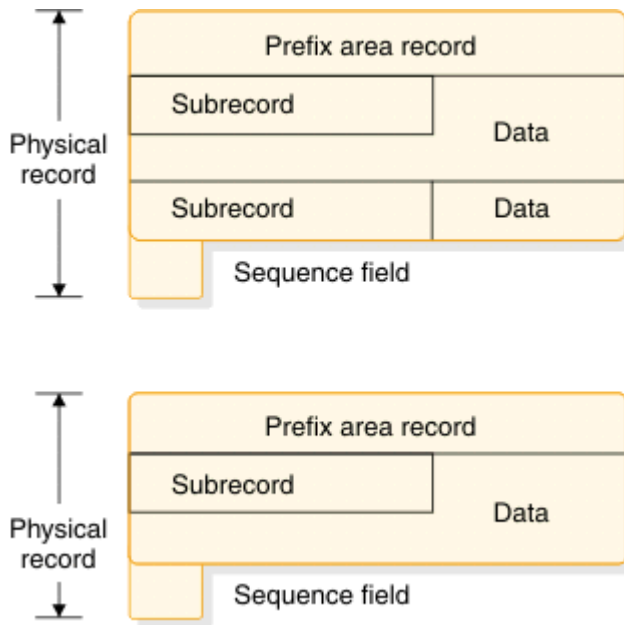 Prefix area record
Subrecord
Data
Physical
record
Subrecord
Data
Sequence field
Prefix area record
Subrecord
Data
Physical
record
Sequence field